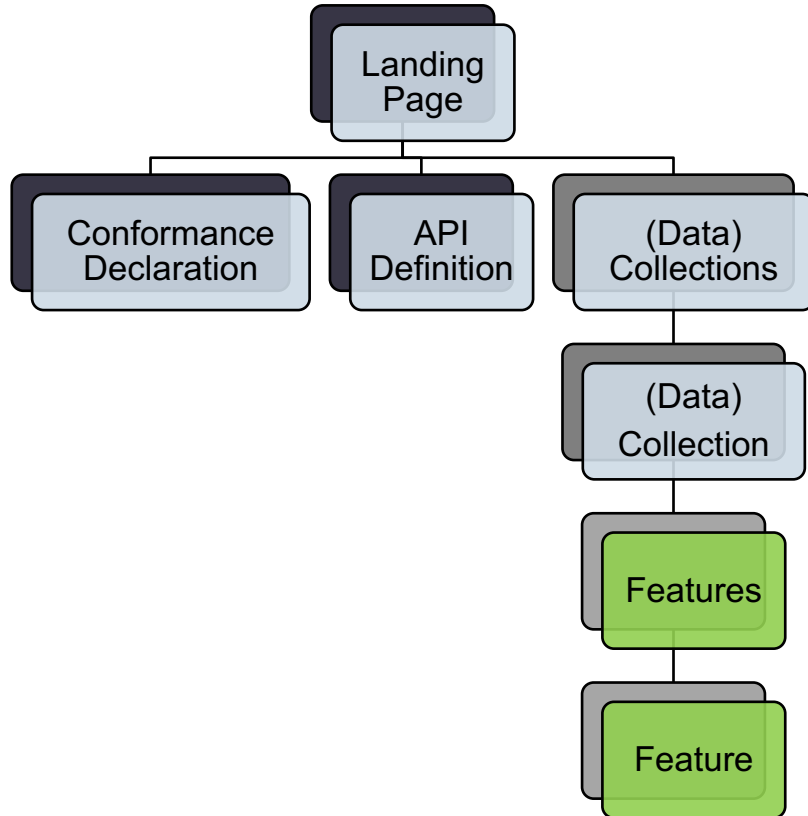 Landing
Page
Conformance
Declaration
API
Definition
(Data)
Collections
(Data)
Collection
Features
Feature